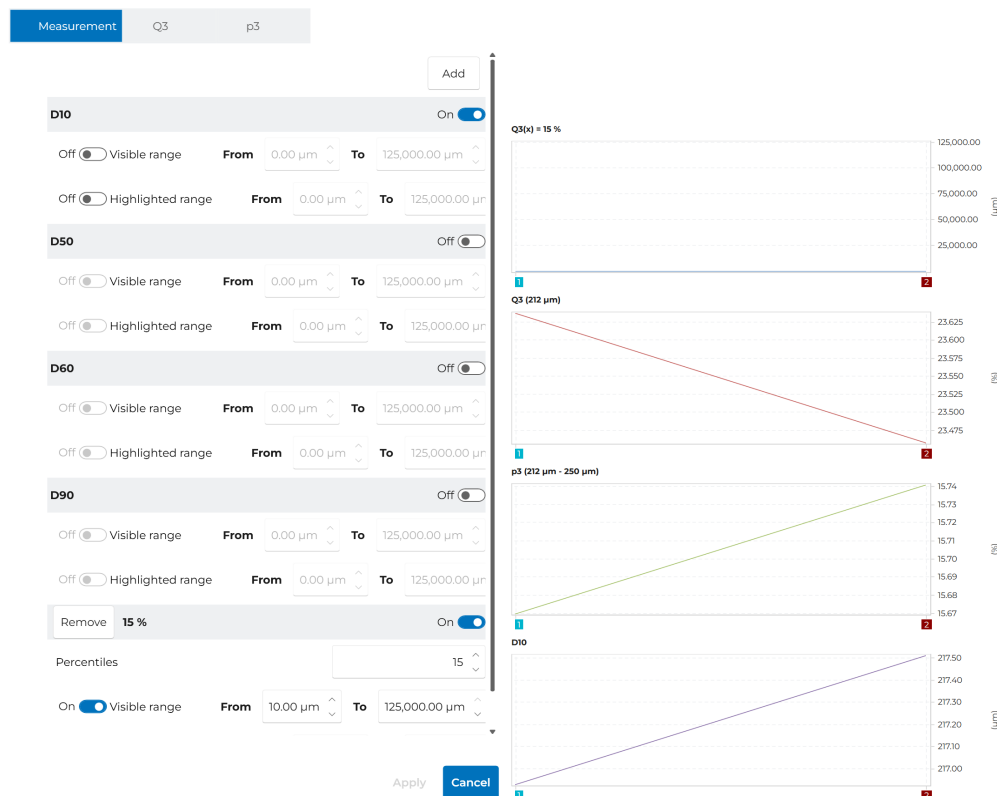 Measurement Q3 p3
Add
D10 On
Off Visible range From 0.00 µm To 125,000.00 µm
Off Highlighted range From 0.00 µm To 125,000.00 µm
D50 Off
Off Visible range From 0.00 µm To 125,000.00 µm
Off Highlighted range From 0.00 µm To 125,000.00 µm
D60 Off
Off Visible range From 0.00 µm To 125,000.00 µm
Off Highlighted range From 0.00 µm To 125,000.00 µm
D90 Off
Off Visible range From 0.00 µm To 125,000.00 µm
Off Highlighted range From 0.00 µm To 125,000.00 µm
Remove 15 % On
Percentiles 15
On Visible range From 10.00 µm To 125,000.00 µm
Apply Cancel
Q3(x) = 15 %
125,000.00
100,000.00
75,000.00
50,000.00
25,000.00
(µm)
1 2
Q3 (212 µm)
23.625
23.600
23.575
23.550
23.525
23.500
23.475
(%)
1 2
p3 (212 µm - 250 µm)
15.74
15.73
15.72
15.71
15.70
15.69
15.68
15.67
(%)
1 2
D10
217.50
217.40
217.30
217.20
217.10
217.00
(µm)
1 2